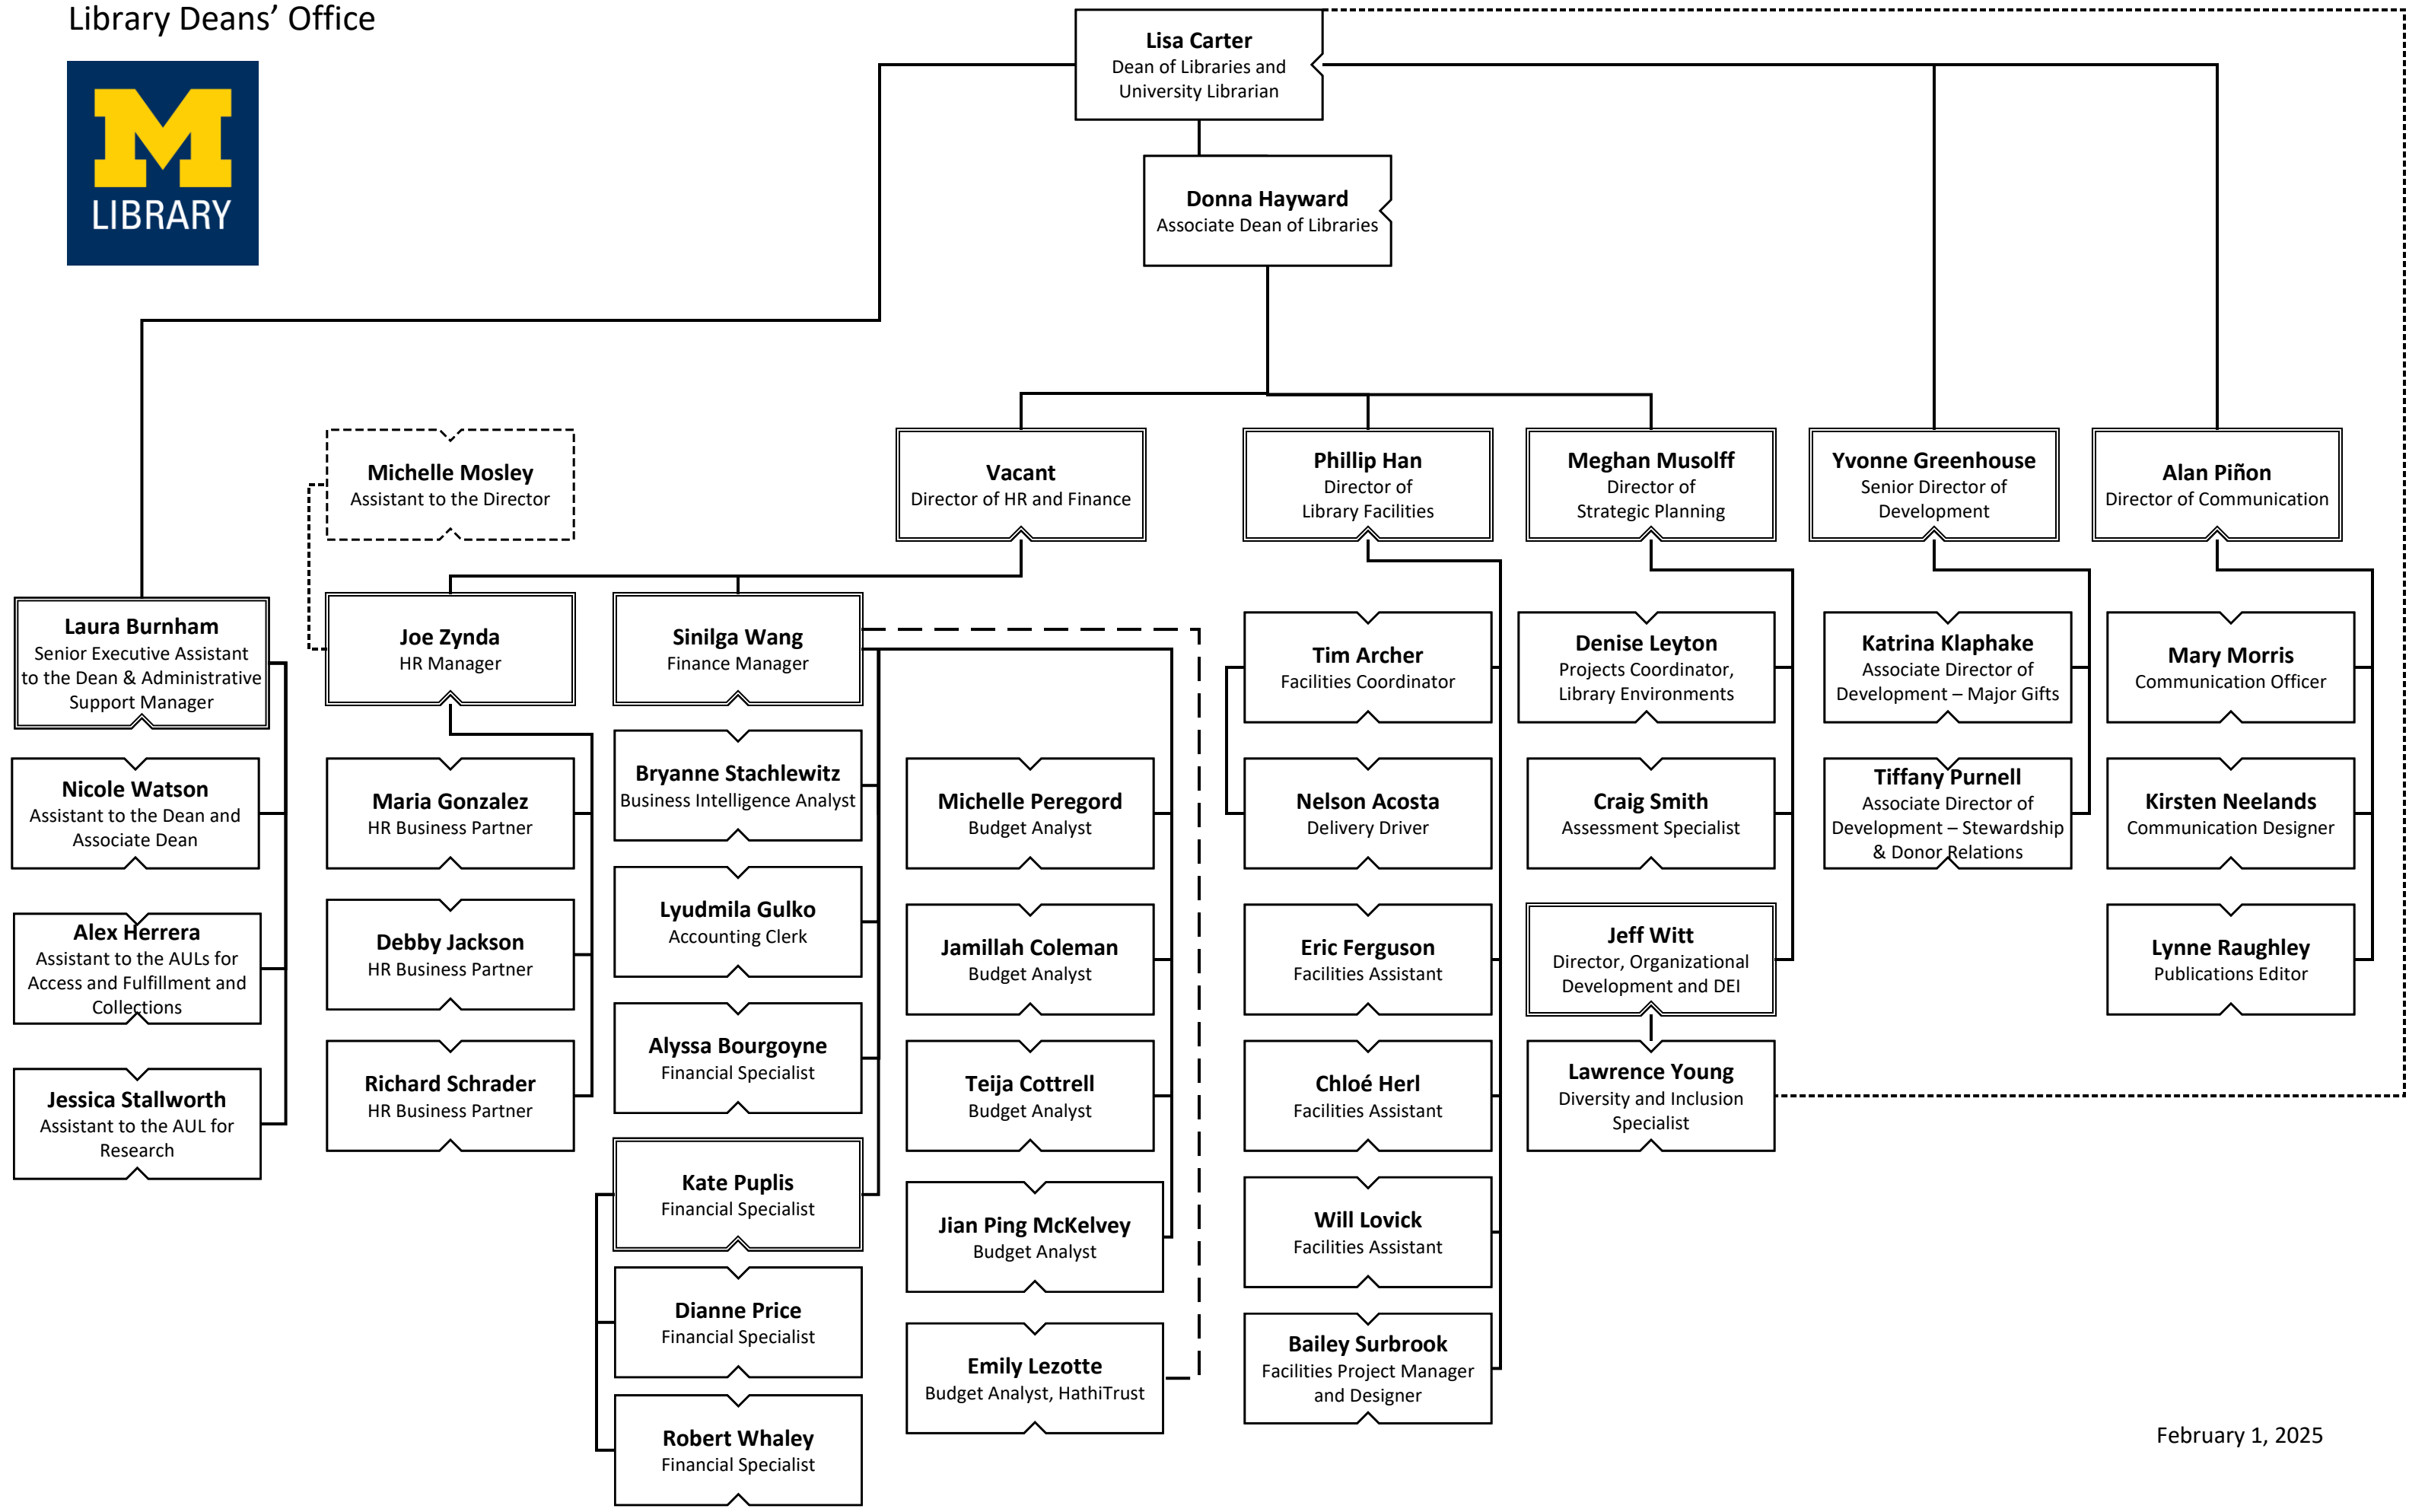 Library Deans’ Office
M
LIBRARY
Lisa Carter
Dean of Libraries and
University Librarian
Donna Hayward
Associate Dean of Libraries
Michelle Mosley
Assistant to the Director
Vacant
Director of HR and Finance
Phillip Han
Director of
Library Facilities
Meghan Musolff
Director of
Strategic Planning
Yvonne Greenhouse
Senior Director of
Development
Alan Piñon
Director of Communication
Laura Burnham
Senior Executive Assistant
to the Dean & Administrative
Support Manager
Nicole Watson
Assistant to the Dean and
Associate Dean
Alex Herrera
Assistant to the AULs for
Access and Fulfillment and
Collections
Jessica Stallworth
Assistant to the AUL for
Research
Joe Zynda
HR Manager
Maria Gonzalez
HR Business Partner
Debby Jackson
HR Business Partner
Richard Schrader
HR Business Partner
Sinilga Wang
Finance Manager
Bryanne Stachlewitz
Business Intelligence Analyst
Lyudmila Gulko
Accounting Clerk
Alyssa Bourgoyne
Financial Specialist
Kate Puplis
Financial Specialist
Dianne Price
Financial Specialist
Robert Whaley
Financial Specialist
Michelle Peregord
Budget Analyst
Jamillah Coleman
Budget Analyst
Teija Cottrell
Budget Analyst
Jian Ping McKelvey
Budget Analyst
Emily Lezotte
Budget Analyst, HathiTrust
Tim Archer
Facilities Coordinator
Nelson Acosta
Delivery Driver
Eric Ferguson
Facilities Assistant
Chloé Herl
Facilities Assistant
Will Lovick
Facilities Assistant
Bailey Surbrook
Facilities Project Manager
and Designer
Denise Leyton
Projects Coordinator,
Library Environments
Craig Smith
Assessment Specialist
Jeff Witt
Director, Organizational
Development and DEI
Lawrence Young
Diversity and Inclusion
Specialist
Katrina Klaphake
Associate Director of
Development – Major Gifts
Tiffany Purnell
Associate Director of
Development – Stewardship
& Donor Relations
Mary Morris
Communication Officer
Kirsten Neelands
Communication Designer
Lynne Raughley
Publications Editor
February 1, 2025